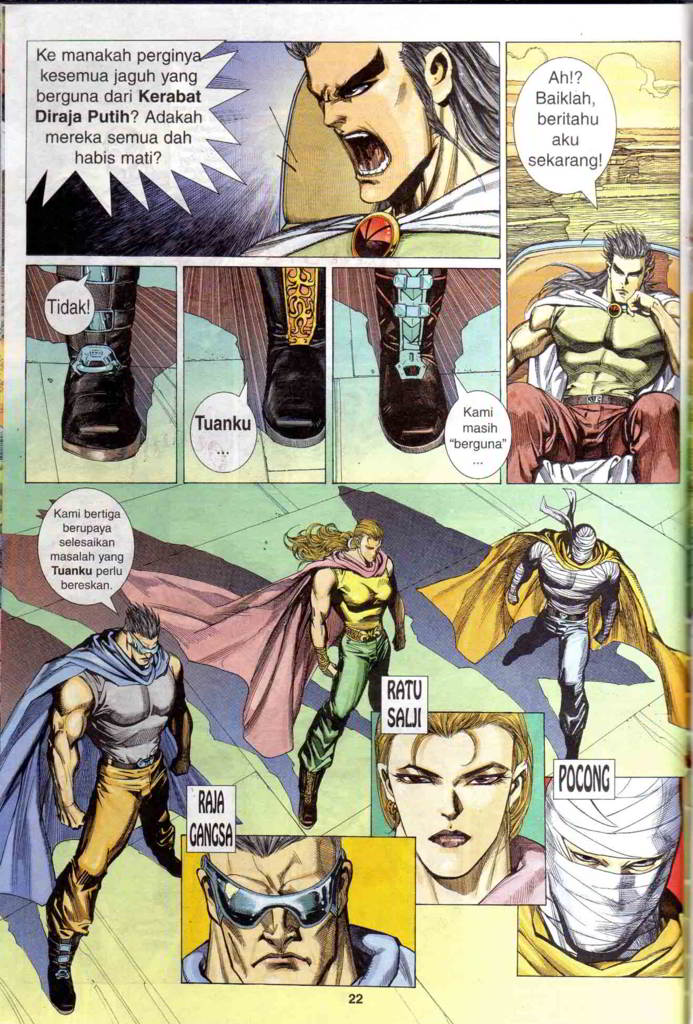 Ke manakah perginya
kesemua jaguh yang
berguna dari Kerabat
Diraja Putih? Adakah
mereka semua dah
habis mati?
Ah!?
Baiklah,
beritahu
aku
sekarang!
Tidak!
Tuanku
...
Kami
masih
"berguna"
...
Kami bertiga
berupaya
selesaikan
masalah yang
Tuanku perlu
bereskan.
RATU
SALJI
POCONG
RAJA
GANGSA
22